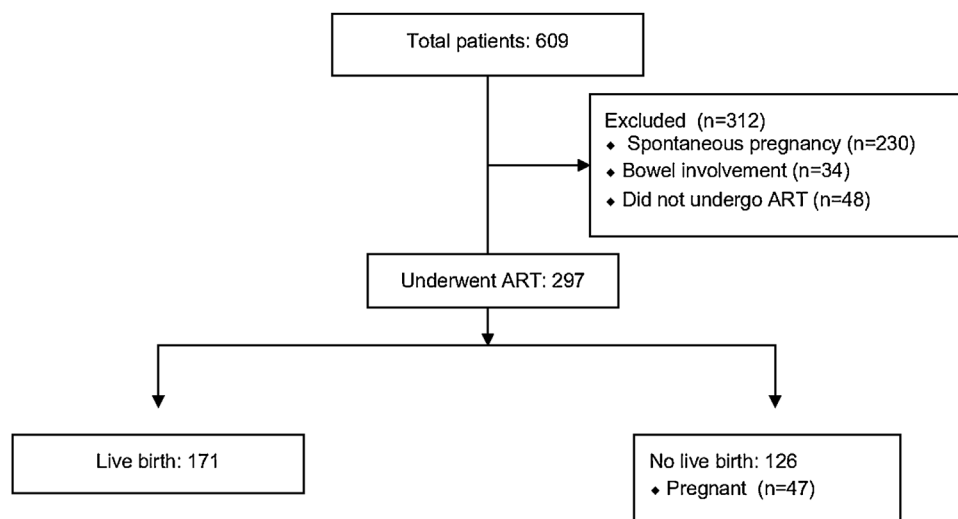 Total patients: 609
Excluded (n=312)
◆ Spontaneous pregnancy (n=230)
◆ Bowel involvement (n=34)
◆ Did not undergo ART (n=48)
Underwent ART: 297
Live birth: 171
No live birth: 126
◆ Pregnant (n=47)